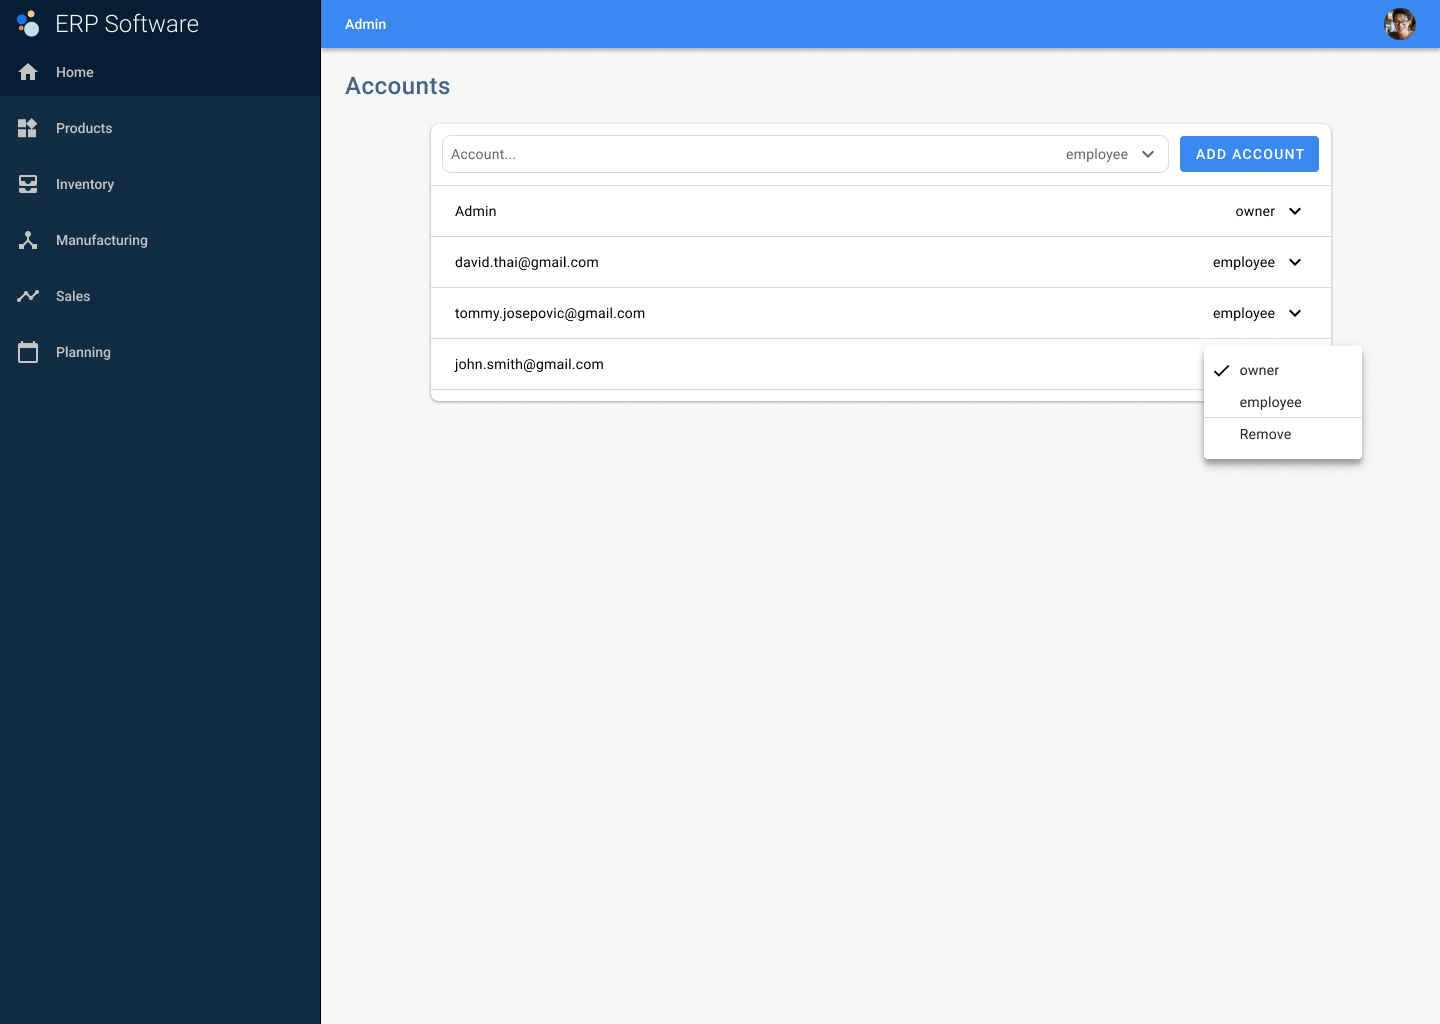 ERP Software
Home
Products
Inventory
Manufacturing
Sales
Planning
Admin
Accounts
Account... employee ADD ACCOUNT
Admin owner
david.thai@gmail.com employee
tommy.josepovic@gmail.com employee
john.smith@gmail.com
owner
employee
Remove